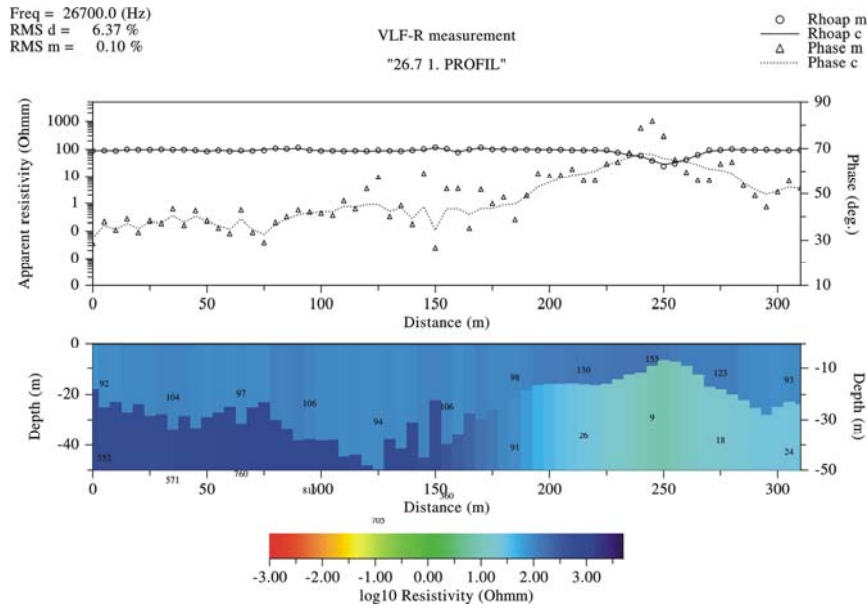 Freq = 26700.0 (Hz)
RMS d = 6.37 %
RMS m = 0.10 %
VLF-R measurement
"26.7 1. PROFIL"
Rhoap m
Rhoap c
Phase m
Phase c
Apparent resistivity (Ohmm)
1000
100
10
1
0
0
0
90
70
50
30
10
Phase (deg.)
0 50 100 150 200 250 300
Distance (m)
Depth (m)
0
-20
-40
-10
-30
-50
Depth (m)
92 104 97 106 94 106 98 130 155 123 93
552 571 760 705 560 91 26 9 18 24
0 50 100 150 200 250 300
Distance (m)
-3.00 -2.00 -1.00 0.00 1.00 2.00 3.00
log10 Resistivity (Ohmm)